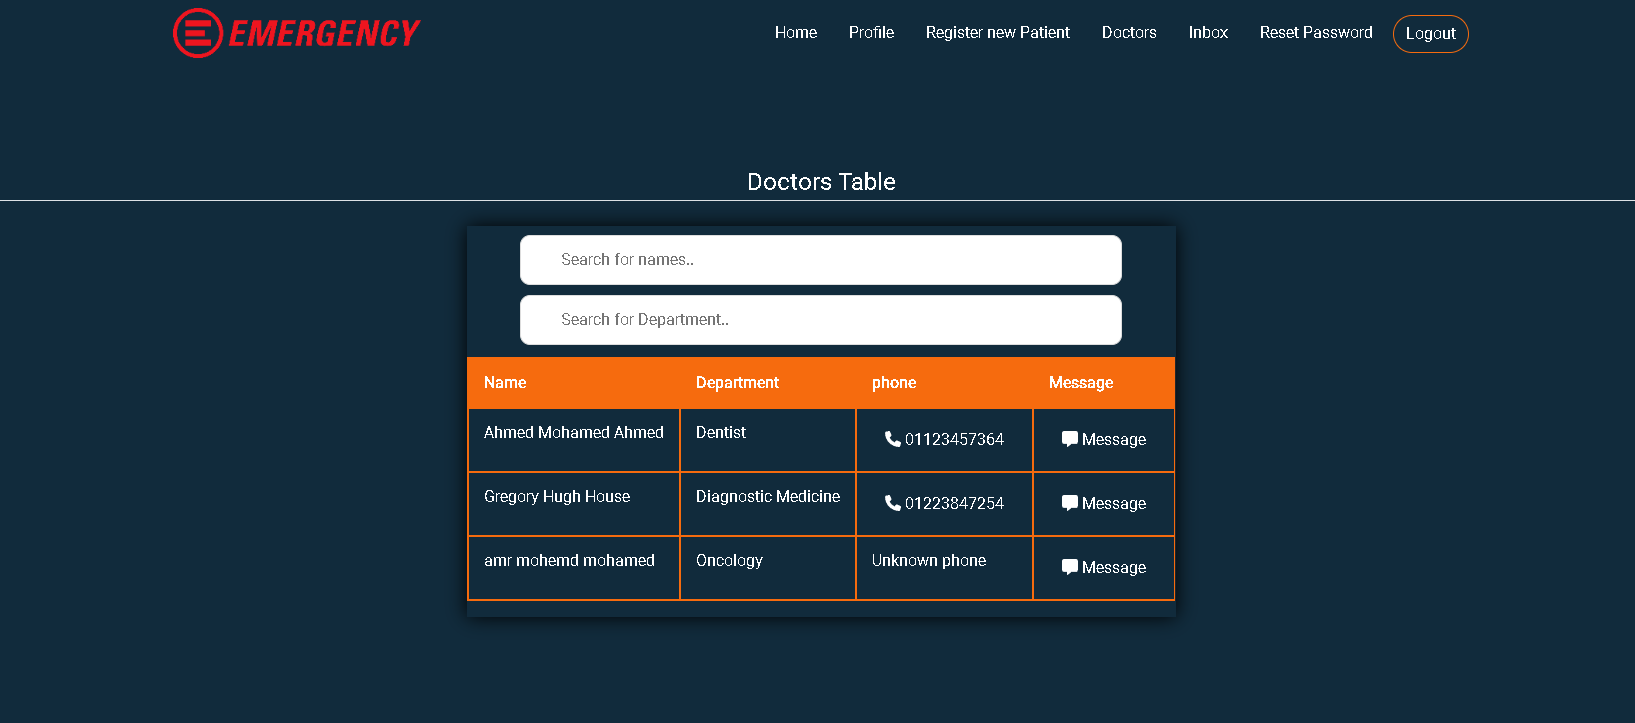 EMERGENCY
Home Profile Register new Patient Doctors Inbox Reset Password Logout
Doctors Table
Search for names..
Search for Department..
Name Department phone Message
Ahmed Mohamed Ahmed Dentist 01123457364 Message
Gregory Hugh House Diagnostic Medicine 01223847254 Message
amr mohemd mohamed Oncology Unknown phone Message